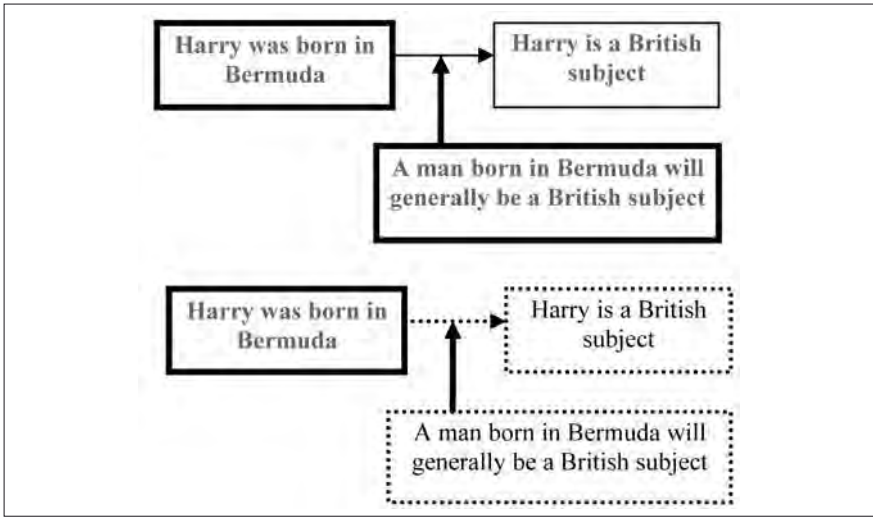 Harry was born in
Bermuda
Harry is a British
subject
A man born in Bermuda will
generally be a British subject
Harry was born in
Bermuda
Harry is a British
subject
A man born in Bermuda will
generally be a British subject